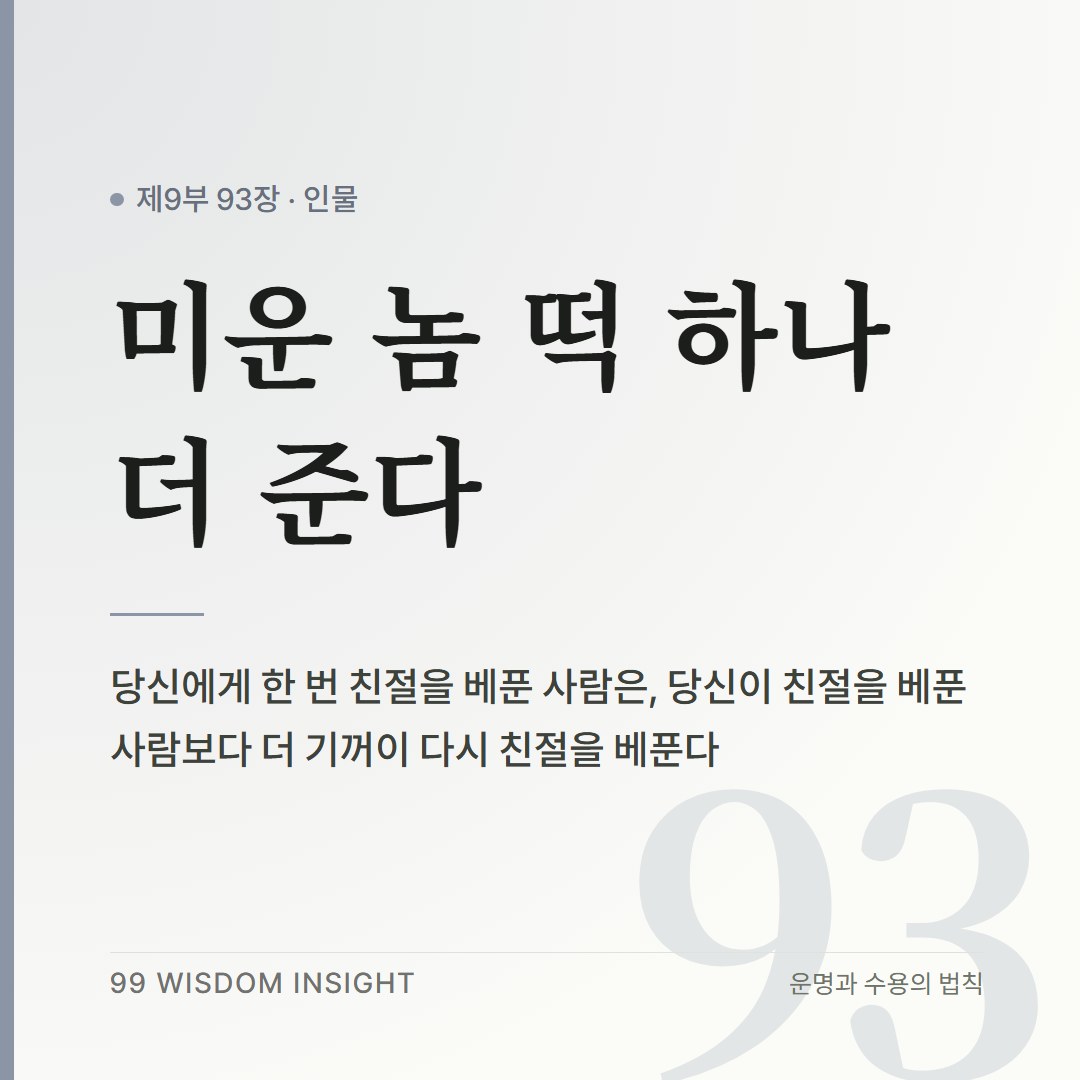 제9부 93장 · 인물
미운 놈 떡 하나
더 준다
당신에게 한 번 친절을 베푼 사람은, 당신이 친절을 베푼
사람보다 더 기꺼이 다시 친절을 베푼다
93
99 WISDOM INSIGHT
운명과 수용의 법칙